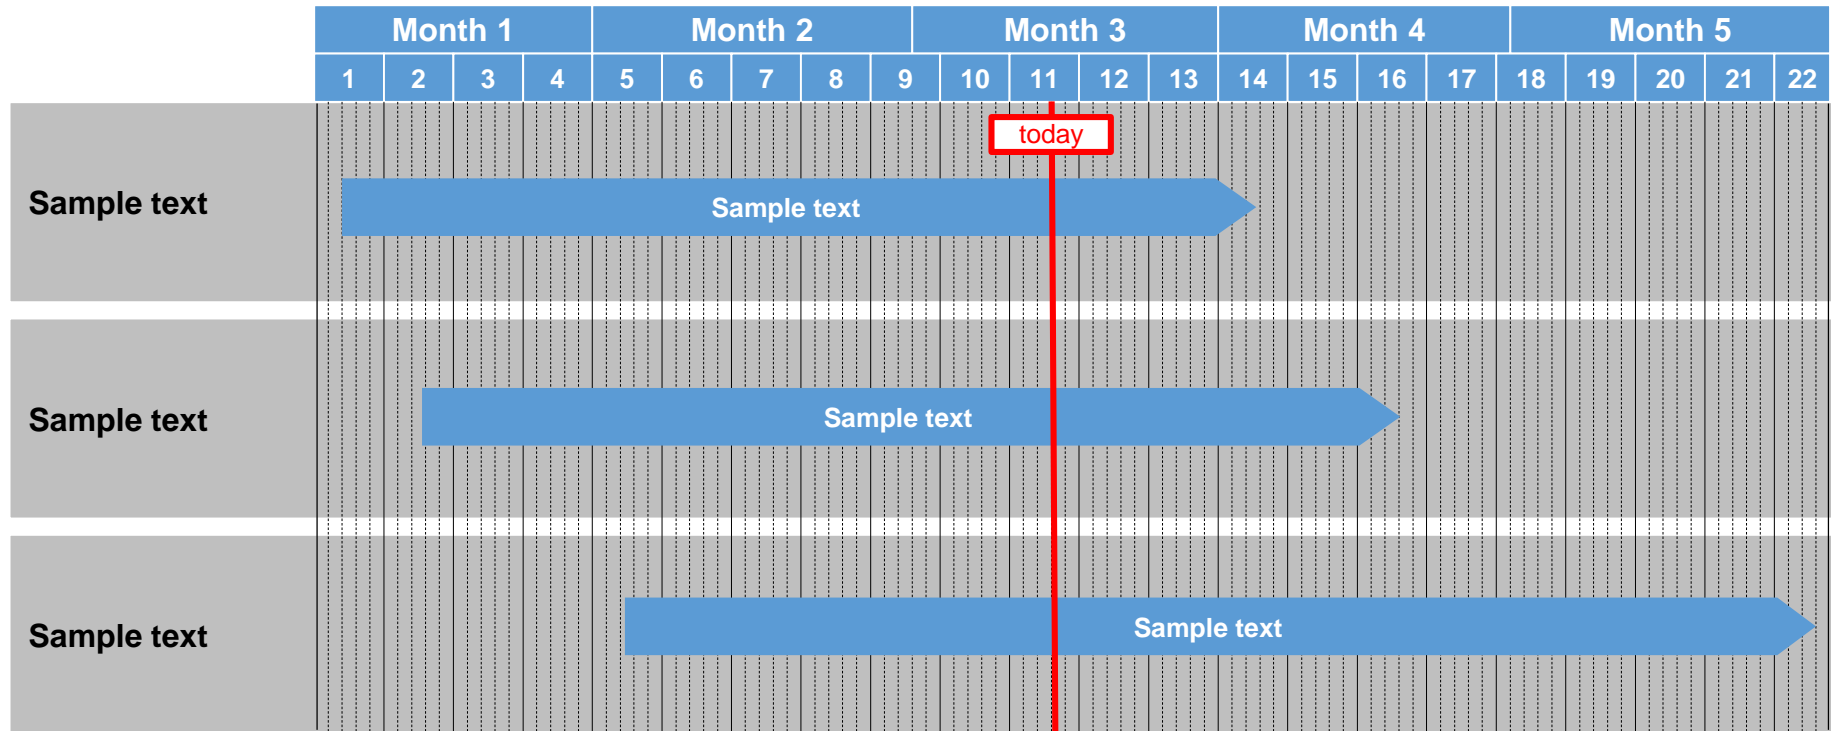 Month 1 Month 2 Month 3 Month 4 Month 5
1 2 3 4 5 6 7 8 9 10 11 12 13 14 15 16 17 18 19 20 21 22
today
Sample text
Sample text
Sample text
Sample text
Sample text
Sample text